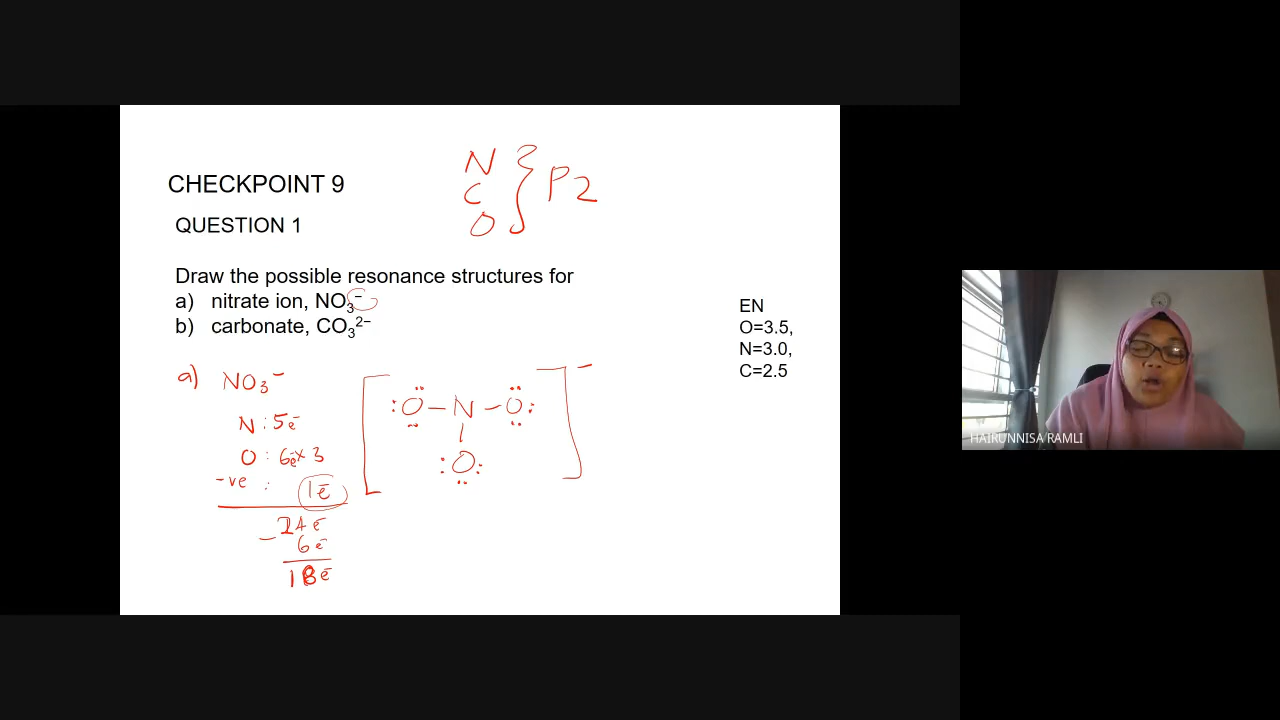 N
C
O
} P2
CHECKPOINT 9
QUESTION 1
Draw the possible resonance structures for
a) nitrate ion, NO₃⁻
b) carbonate, CO₃²⁻
EN
O=3.5,
N=3.0,
C=2.5
a) NO₃⁻
N : 5e⁻
O : 6e⁻ × 3
-ve : 1e⁻
24e⁻
− 6e⁻
18e⁻
[ :O – N – O: ]⁻
:O:
HAIRUNNISA RAMLI